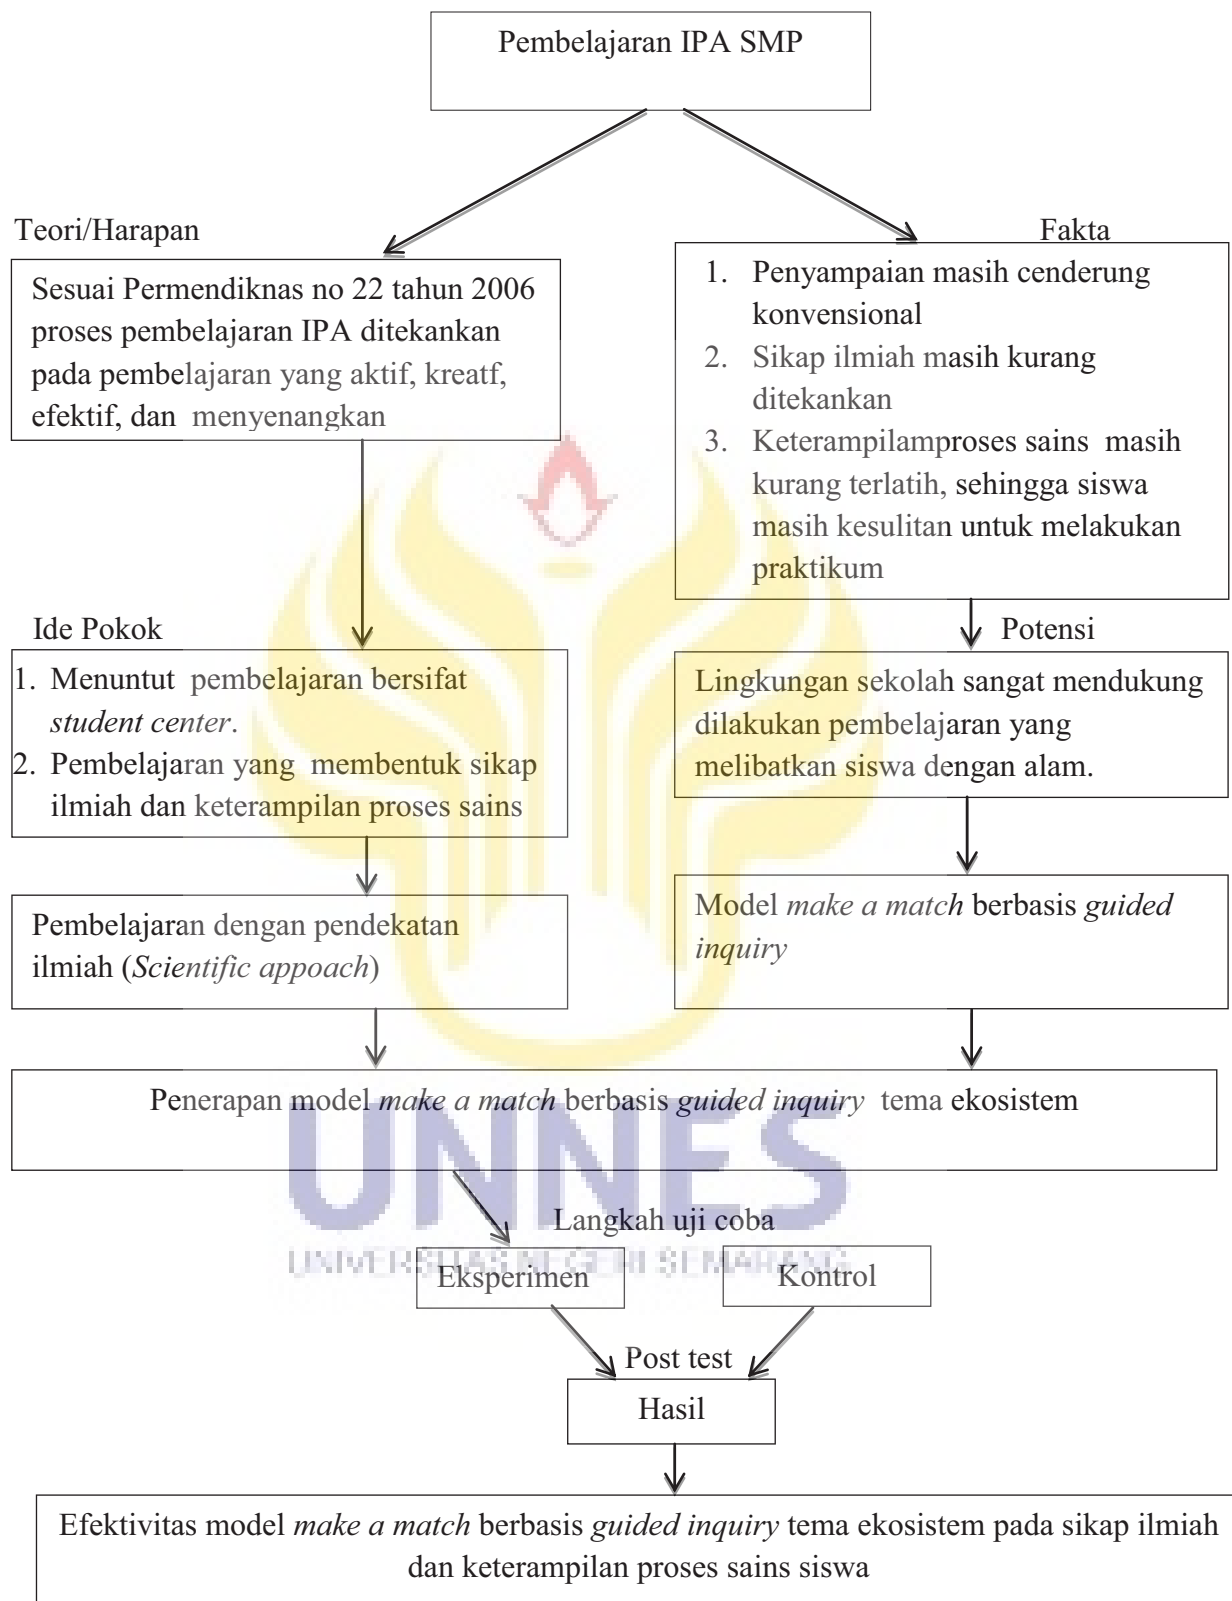 Pembelajaran IPA SMP
Teori/Harapan
Sesuai Permendiknas no 22 tahun 2006
proses pembelajaran IPA ditekankan
pada pembelajaran yang aktif, kreatf,
efektif, dan menyenangkan
Fakta
1. Penyampaian masih cenderung
konvensional
2. Sikap ilmiah masih kurang
ditekankan
3. Keterampilamproses sains masih
kurang terlatih, sehingga siswa
masih kesulitan untuk melakukan
praktikum
Ide Pokok
1. Menuntut pembelajaran bersifat
student center.
2. Pembelajaran yang membentuk sikap
ilmiah dan keterampilan proses sains
Potensi
Lingkungan sekolah sangat mendukung
dilakukan pembelajaran yang
melibatkan siswa dengan alam.
Pembelajaran dengan pendekatan
ilmiah (Scientific appoach)
Model make a match berbasis guided
inquiry
Penerapan model make a match berbasis guided inquiry tema ekosistem
UNNES
UNIVERSITAS NEGERI SEMARANG
Langkah uji coba
Eksperimen
Kontrol
Post test
Hasil
Efektivitas model make a match berbasis guided inquiry tema ekosistem pada sikap ilmiah
dan keterampilan proses sains siswa